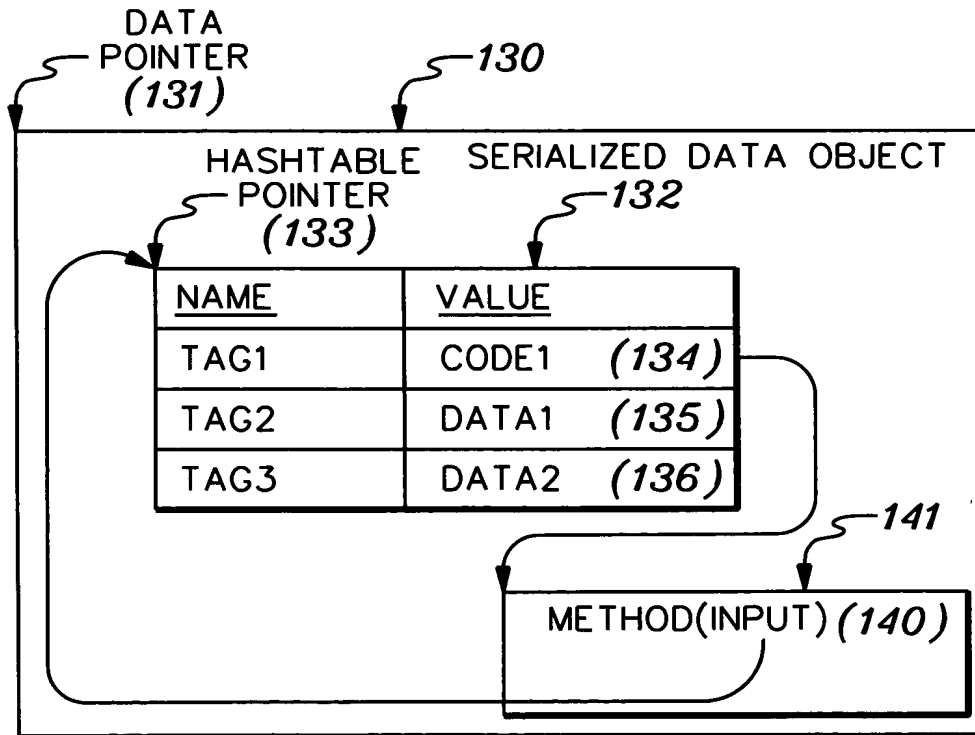 DATA
POINTER
(131)
130
HASHTABLE
POINTER
(133)
SERIALIZED DATA OBJECT
132
NAME VALUE
TAG1 CODE1 (134)
TAG2 DATA1 (135)
TAG3 DATA2 (136)
141
METHOD(INPUT) (140)